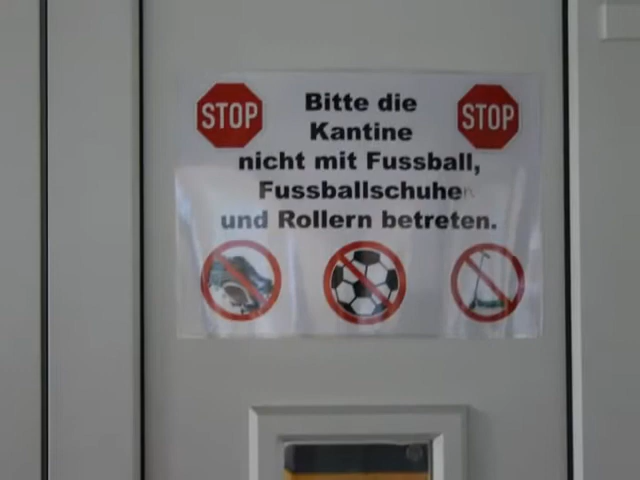 STOP
STOP
Bitte die
Kantine
nicht mit Fussball,
Fussballschuhen
und Rollern betreten.